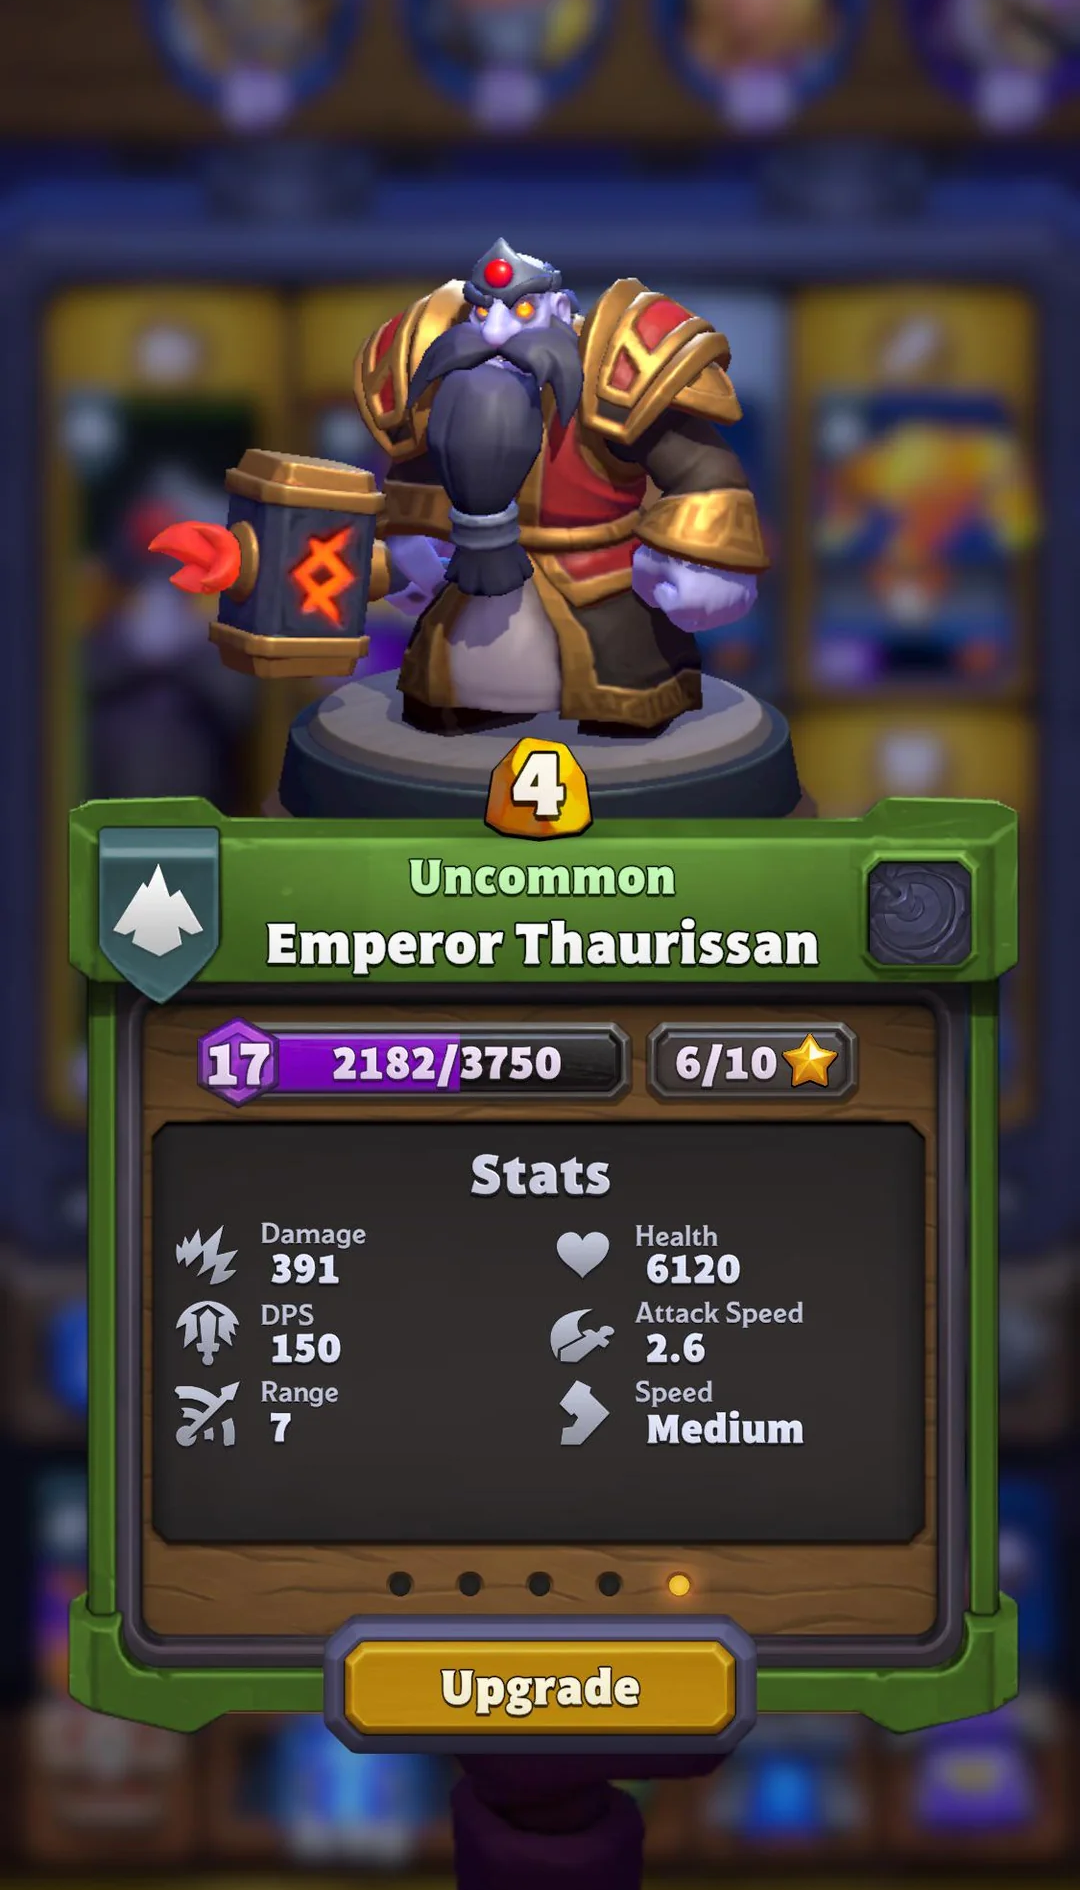 4
Uncommon
Emperor Thaurissan
17 2182/3750 6/10
Stats
Damage
391
Health
6120
DPS
150
Attack Speed
2.6
Range
7
Speed
Medium
Upgrade